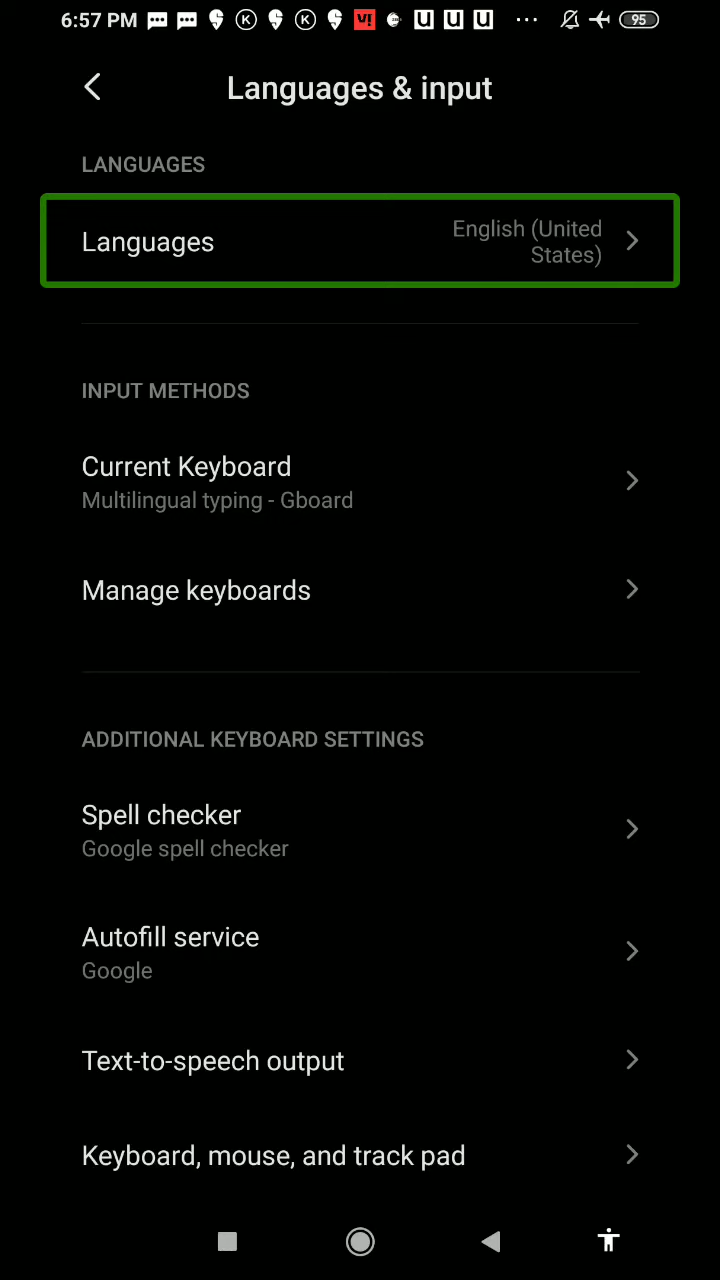 6:57 PM K K VI U U U ... 95
Languages & input
LANGUAGES
Languages
English (United
States)
INPUT METHODS
Current Keyboard
Multilingual typing - Gboard
Manage keyboards
ADDITIONAL KEYBOARD SETTINGS
Spell checker
Google spell checker
Autofill service
Google
Text-to-speech output
Keyboard, mouse, and track pad